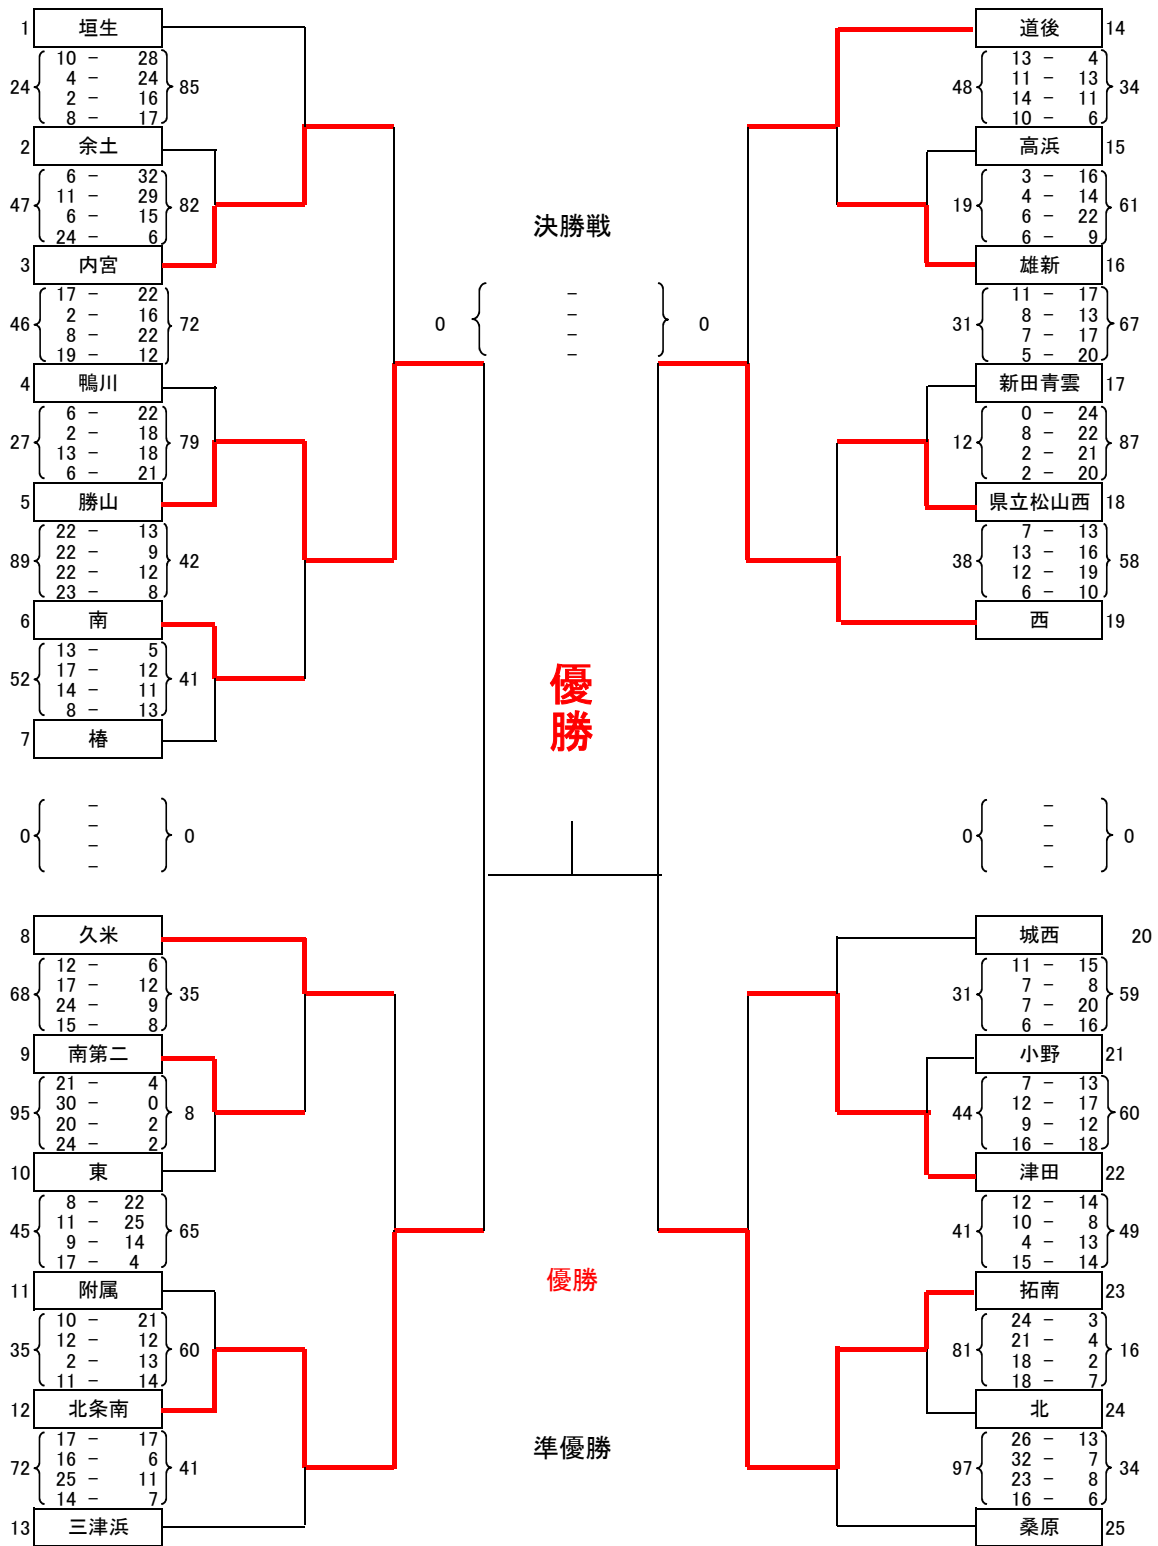 1 垣生
24 10 - 28 85
4 - 24
2 - 16
8 - 17
2 余土
47 6 - 32 82
11 - 29
6 - 15
24 - 6
3 内宮
46 17 - 22 72
2 - 16
8 - 22
19 - 12
4 鴨川
27 6 - 22 79
2 - 18
13 - 18
6 - 21
5 勝山
89 22 - 13 42
22 - 9
22 - 12
23 - 8
6 南
52 13 - 5 41
17 - 12
14 - 11
8 - 13
7 椿
0 - 0
-
-
-
8 久米
68 12 - 6 35
17 - 12
24 - 9
15 - 8
9 南第二
95 21 - 4 8
30 - 0
20 - 2
24 - 2
10 東
45 8 - 22 65
11 - 25
9 - 14
17 - 4
11 附属
35 10 - 21 60
12 - 12
2 - 13
11 - 14
12 北条南
72 17 - 17 41
16 - 6
25 - 11
14 - 7
13 三津浜
決勝戦
0 - 0
-
-
-
優勝
優勝
準優勝
道後 14
48 13 - 4 34
11 - 13
14 - 11
10 - 6
高浜 15
19 3 - 16 61
4 - 14
6 - 22
6 - 9
雄新 16
31 11 - 17 67
8 - 13
7 - 17
5 - 20
新田青雲 17
12 0 - 24 87
8 - 22
2 - 21
2 - 20
県立松山西 18
38 7 - 13 58
13 - 16
12 - 19
6 - 10
西 19
0 - 0
-
-
-
城西 20
31 11 - 15 59
7 - 8
7 - 20
6 - 16
小野 21
44 7 - 13 60
12 - 17
9 - 12
16 - 18
津田 22
41 12 - 14 49
10 - 8
4 - 13
15 - 14
拓南 23
81 24 - 3 16
21 - 4
18 - 2
18 - 7
北 24
97 26 - 13 34
32 - 7
23 - 8
16 - 6
桑原 25